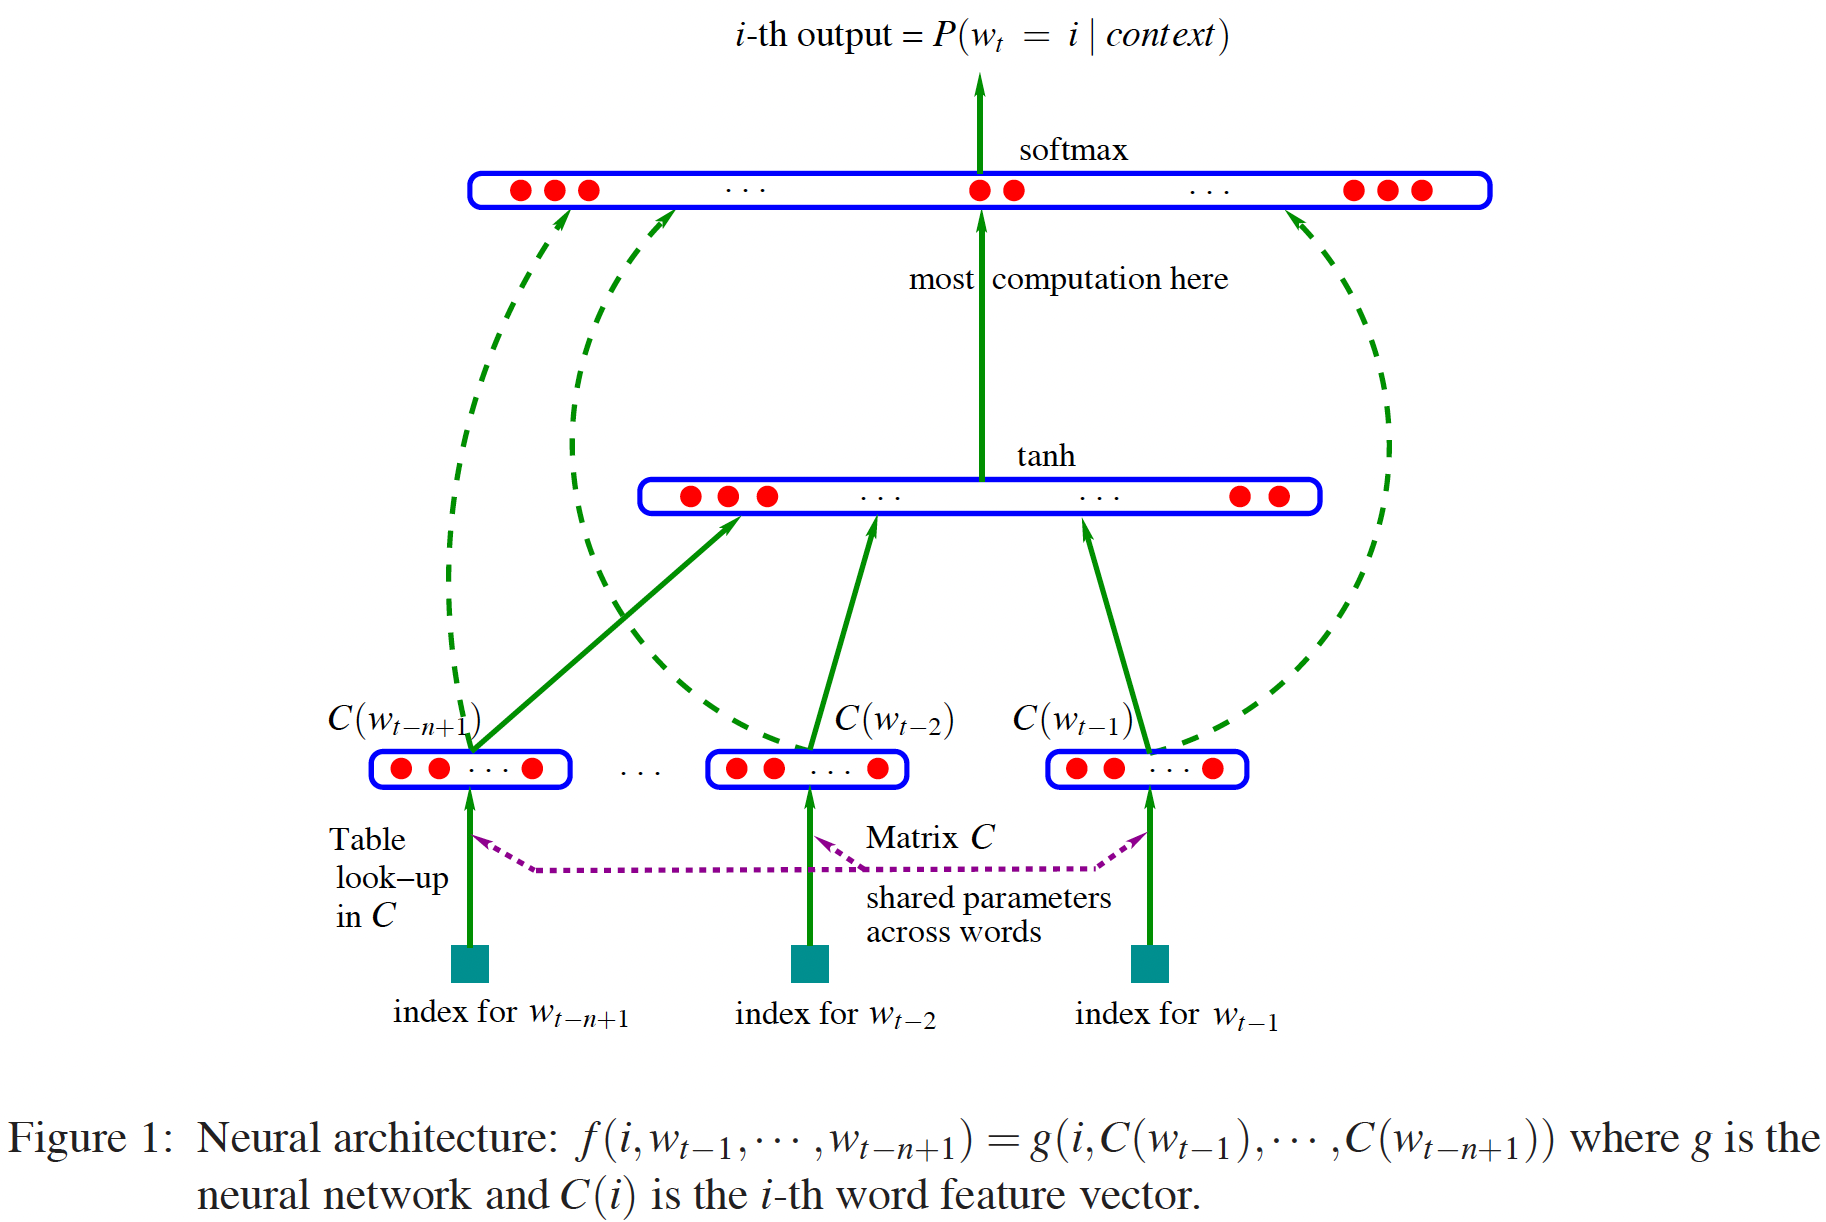 i-th output = P(w_t = i | context)
softmax
. . .
. . .
most computation here
tanh
. . .
. . .
C(w_{t−n+1})
C(w_{t−2})
C(w_{t−1})
. . .
. . .
. . .
. . .
Table
look−up
in C
Matrix C
shared parameters
across words
index for w_{t−n+1}
index for w_{t−2}
index for w_{t−1}
Figure 1: Neural architecture: f(i, w_{t−1}, ··· , w_{t−n+1}) = g(i, C(w_{t−1}), ··· , C(w_{t−n+1})) where g is the
neural network and C(i) is the i-th word feature vector.